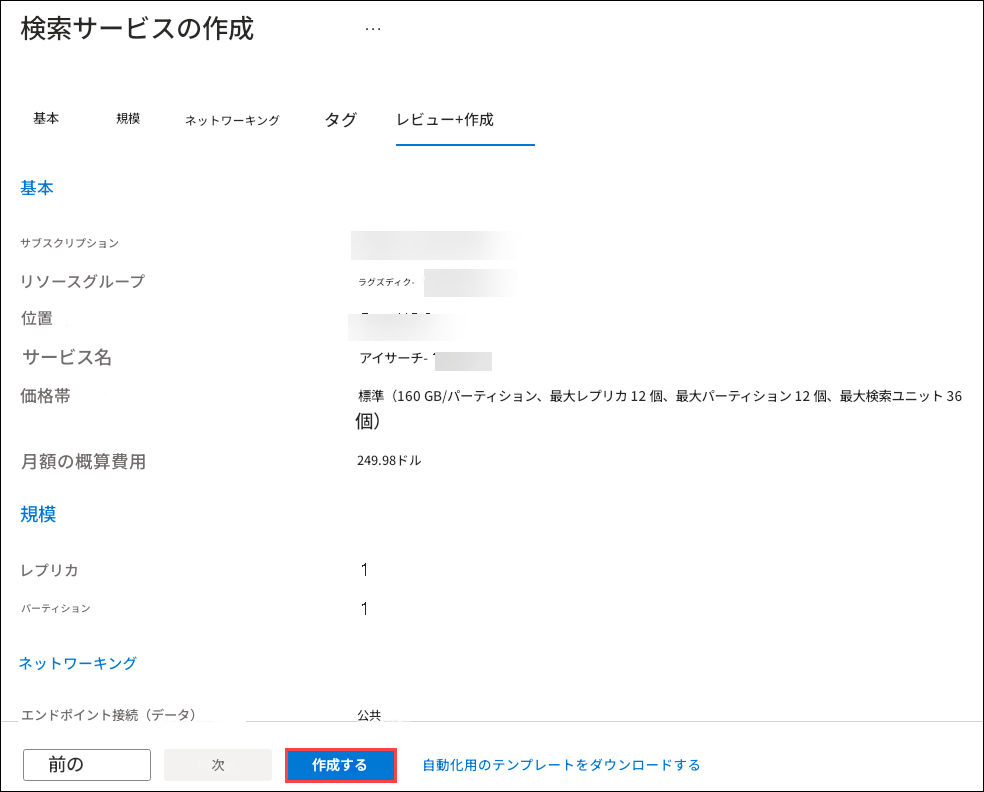 検索サービスの作成 ...
基本 規模 ネットワーキング タグ レビュー+作成
基本
サブスクリプション
リソースグループ ラグズディク-
位置
サービス名 アイサーチ-
価格帯 標準（160 GB/パーティション、最大レプリカ 12 個、最大パーティション 12 個、最大検索ユニット 36
個）
月額の概算費用 249.98ドル
規模
レプリカ 1
パーティション 1
ネットワーキング
エンドポイント接続（データ） 公共
前の 次 作成する 自動化用のテンプレートをダウンロードする